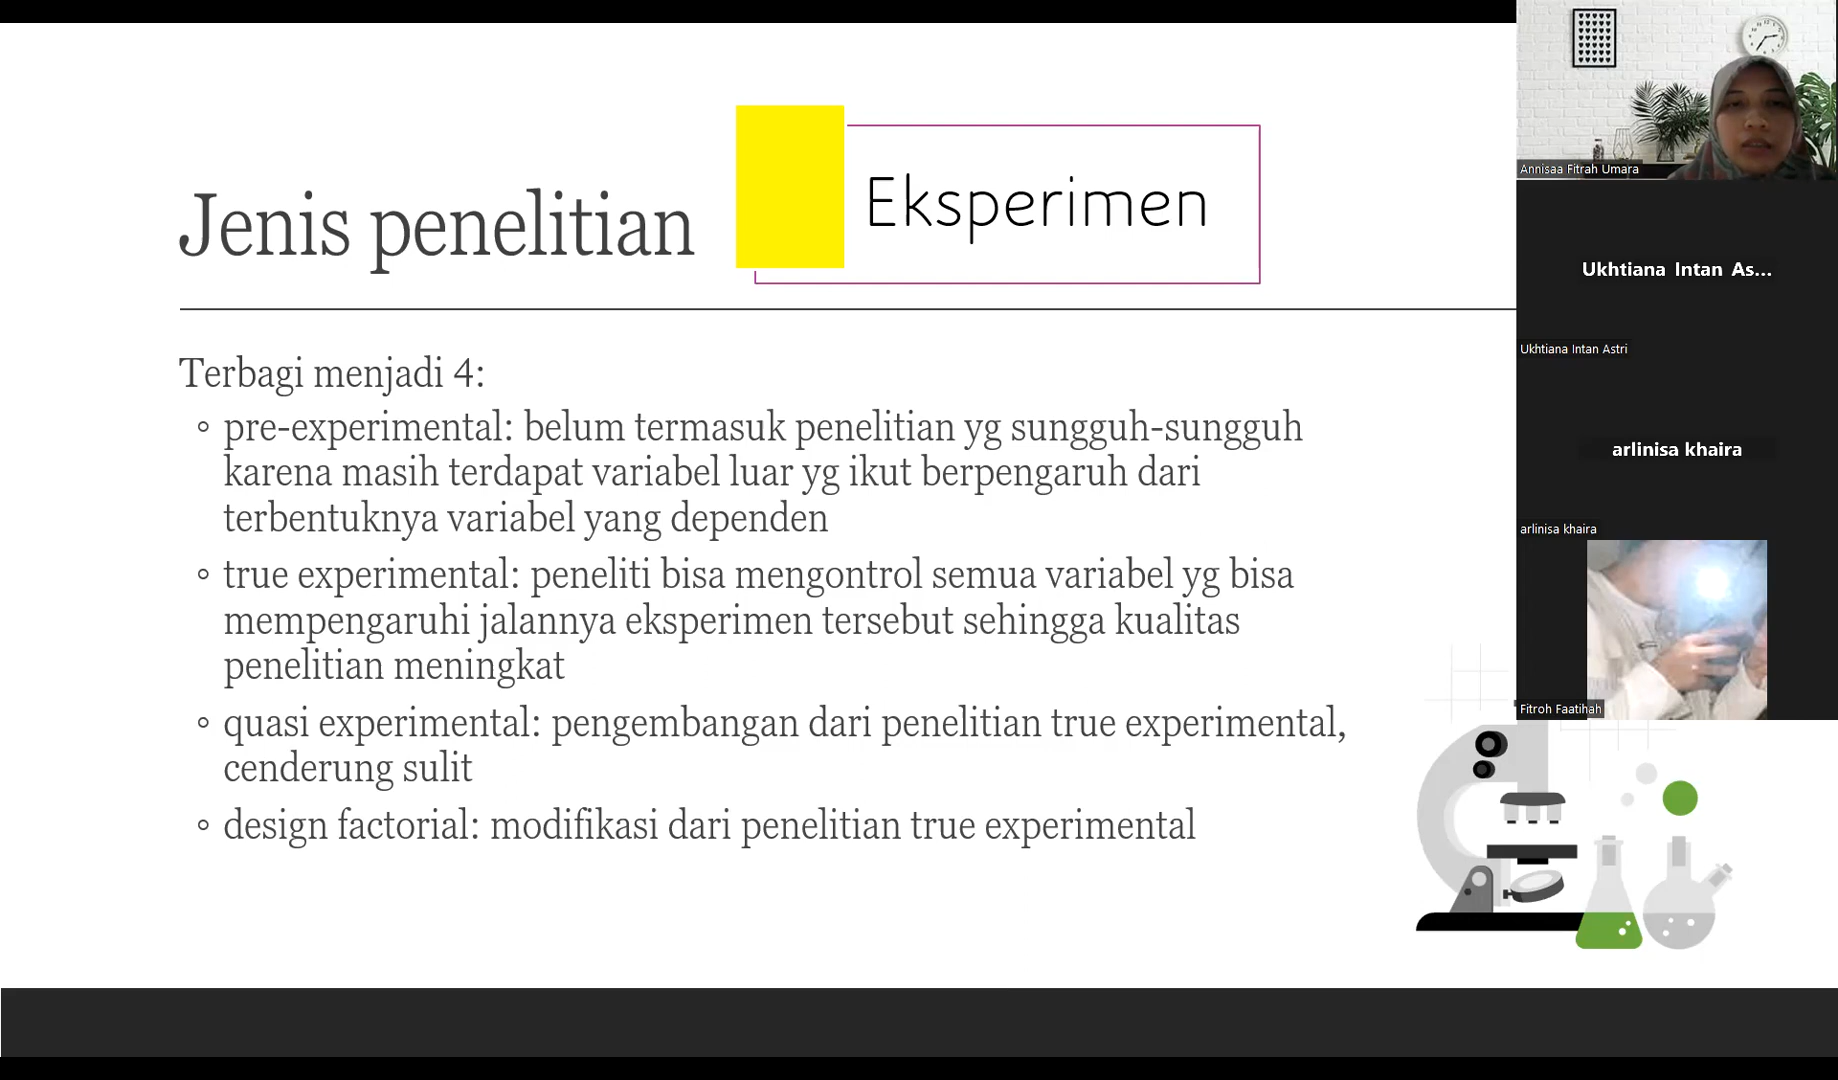 Jenis penelitian
Eksperimen
Terbagi menjadi 4:
◦ pre-experimental: belum termasuk penelitian yg sungguh-sungguh
karena masih terdapat variabel luar yg ikut berpengaruh dari
terbentuknya variabel yang dependen
◦ true experimental: peneliti bisa mengontrol semua variabel yg bisa
mempengaruhi jalannya eksperimen tersebut sehingga kualitas
penelitian meningkat
◦ quasi experimental: pengembangan dari penelitian true experimental,
cenderung sulit
◦ design factorial: modifikasi dari penelitian true experimental
Annisaa Fitrah Umara
Ukhtiana Intan As...
Ukhtiana Intan Astri
arlinisa khaira
arlinisa khaira
Fitroh Faatihah